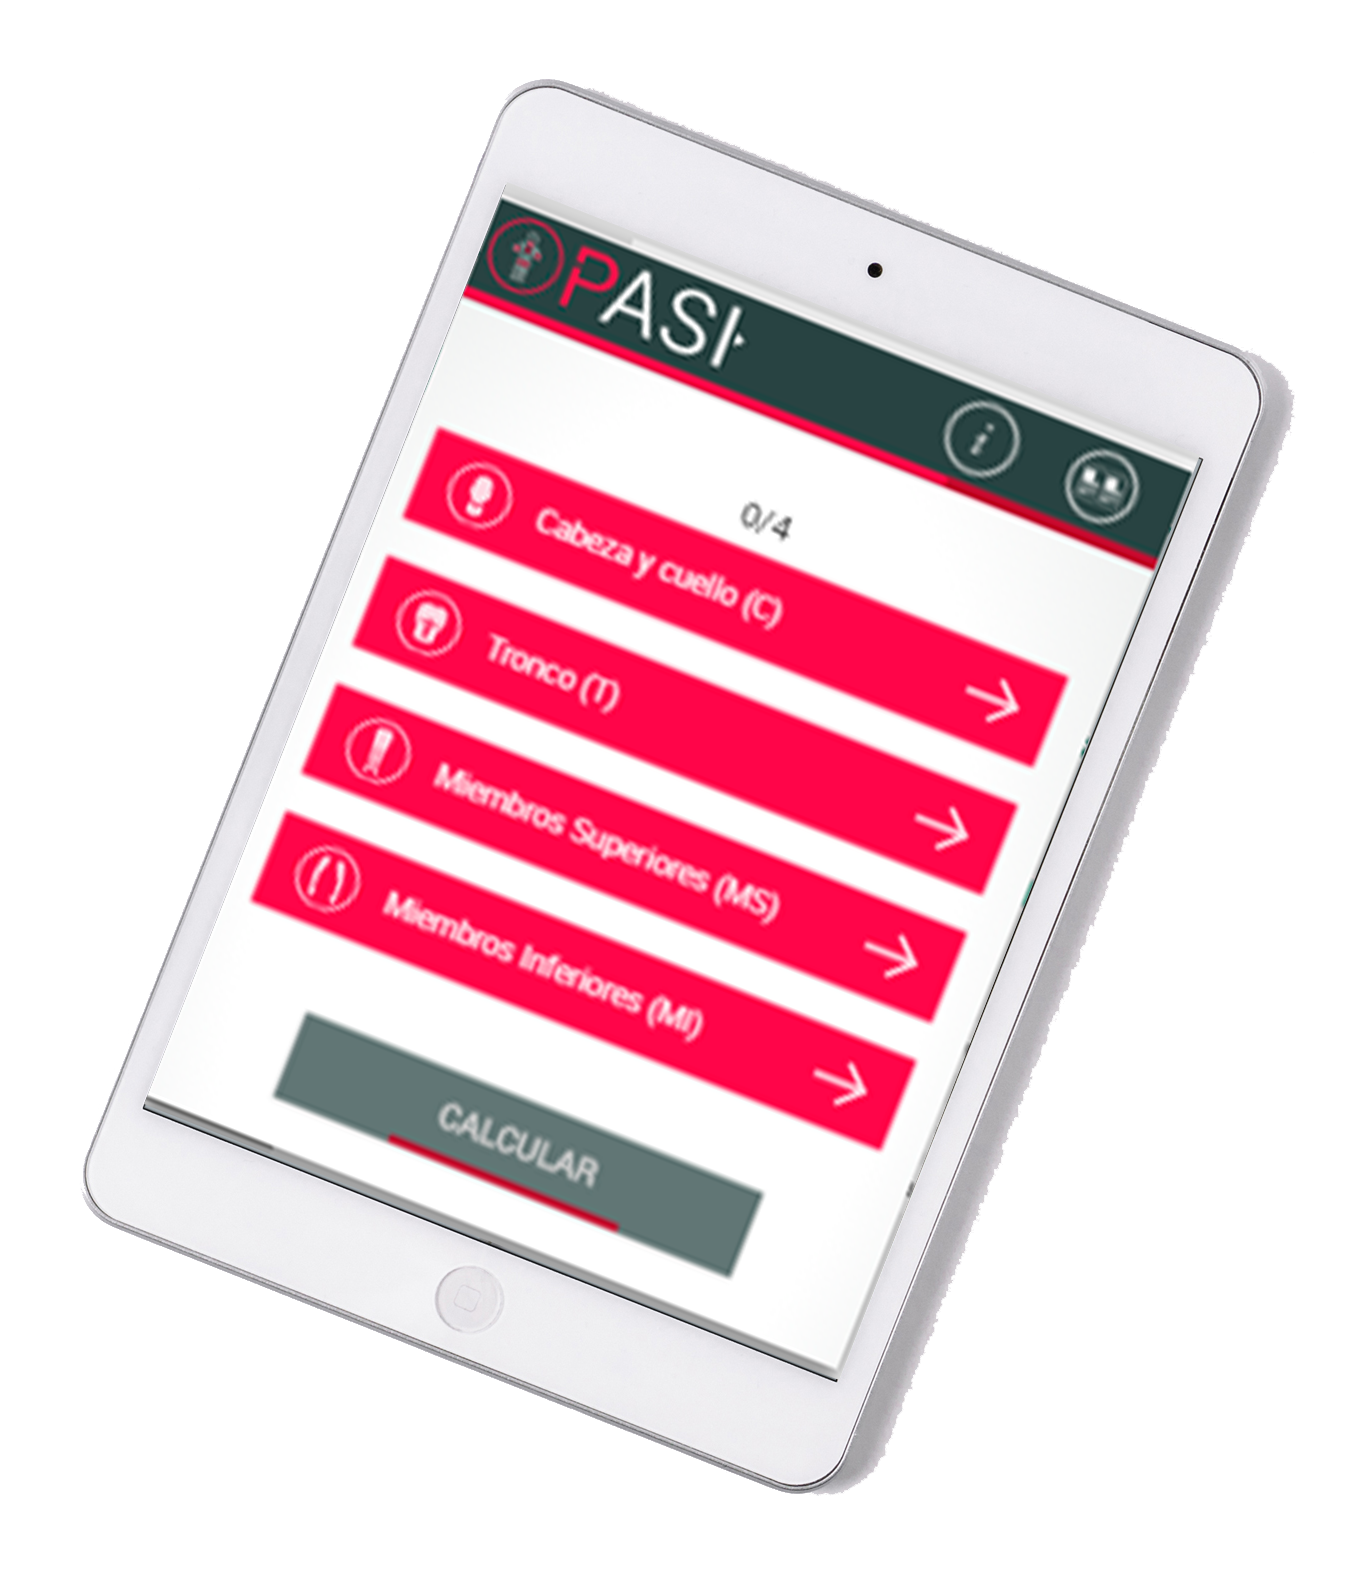 PASI
i
0/4
Cabeza y cuello (C)
Tronco (T)
Miembros Superiores (MS)
Miembros Inferiores (MI)
CALCULAR